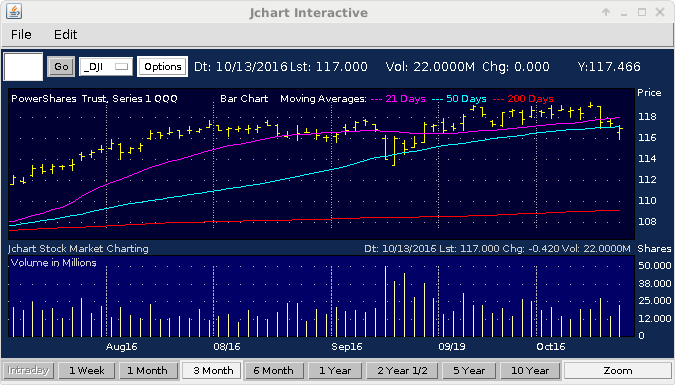 Jchart Interactive
File Edit
Go _DJI Options Dt: 10/13/2016 Lst: 117.000 Vol: 22.0000M Chg: 0.000 Y:117.466
PowerShares Trust, Series 1 QQQ Bar Chart Moving Averages: --- 21 Days --- 50 Days --- 200 Days Price
118
116
114
112
110
108
Jchart Stock Market Charting Dt: 10/13/2016 Lst: 117.000 Chg: -0.420 Vol: 22.0000M Shares
Volume in Millions 50.000
38.000
25.000
12.000
0
Aug16 08/16 Sep16 09/19 Oct16
Intraday 1 Week 1 Month 3 Month 6 Month 1 Year 2 Year 1/2 5 Year 10 Year Zoom